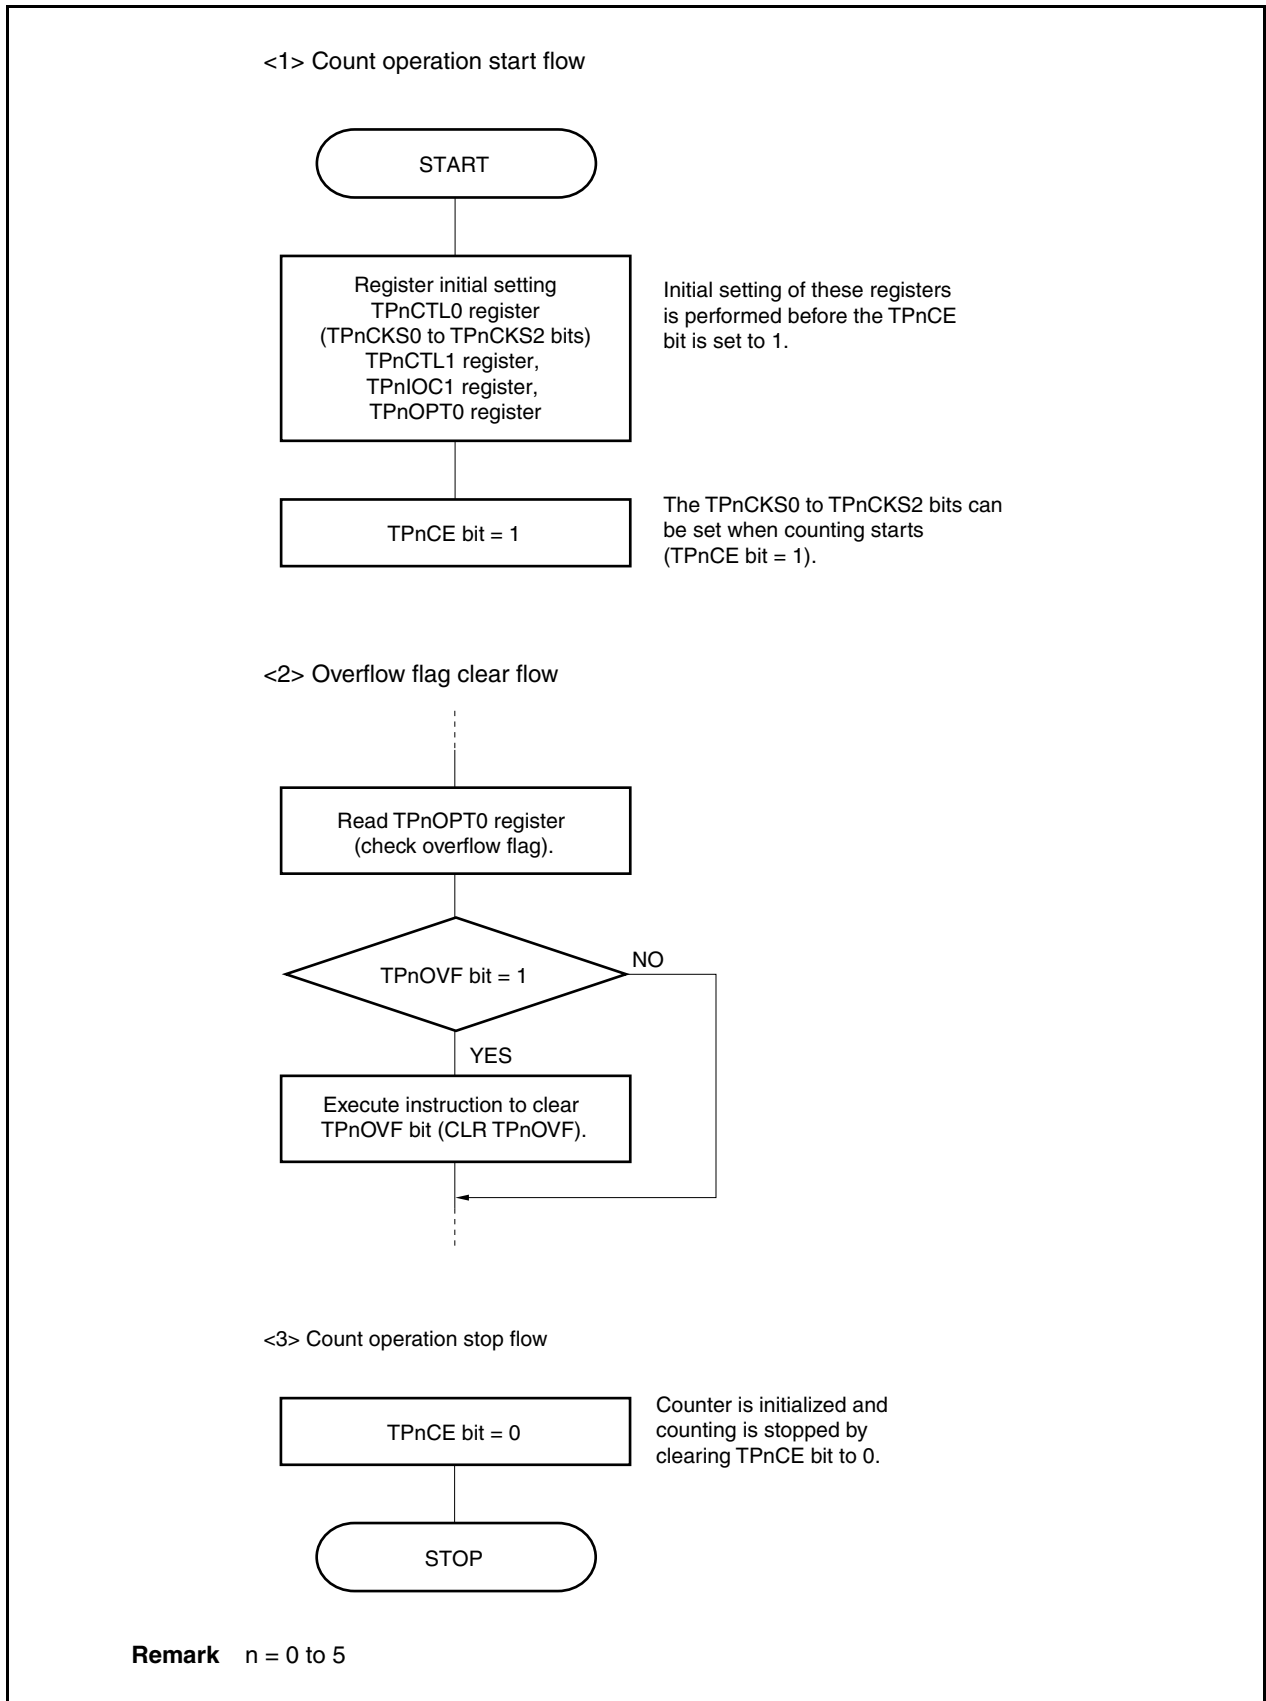 <1> Count operation start flow
START
Register initial setting
TPnCTL0 register
(TPnCKS0 to TPnCKS2 bits)
TPnCTL1 register,
TPnIOC1 register,
TPnOPT0 register
Initial setting of these registers
is performed before the TPnCE
bit is set to 1.
TPnCE bit = 1
The TPnCKS0 to TPnCKS2 bits can
be set when counting starts
(TPnCE bit = 1).
<2> Overflow flag clear flow
Read TPnOPT0 register
(check overflow flag).
TPnOVF bit = 1
NO
YES
Execute instruction to clear
TPnOVF bit (CLR TPnOVF).
<3> Count operation stop flow
TPnCE bit = 0
Counter is initialized and
counting is stopped by
clearing TPnCE bit to 0.
STOP
Remark n = 0 to 5